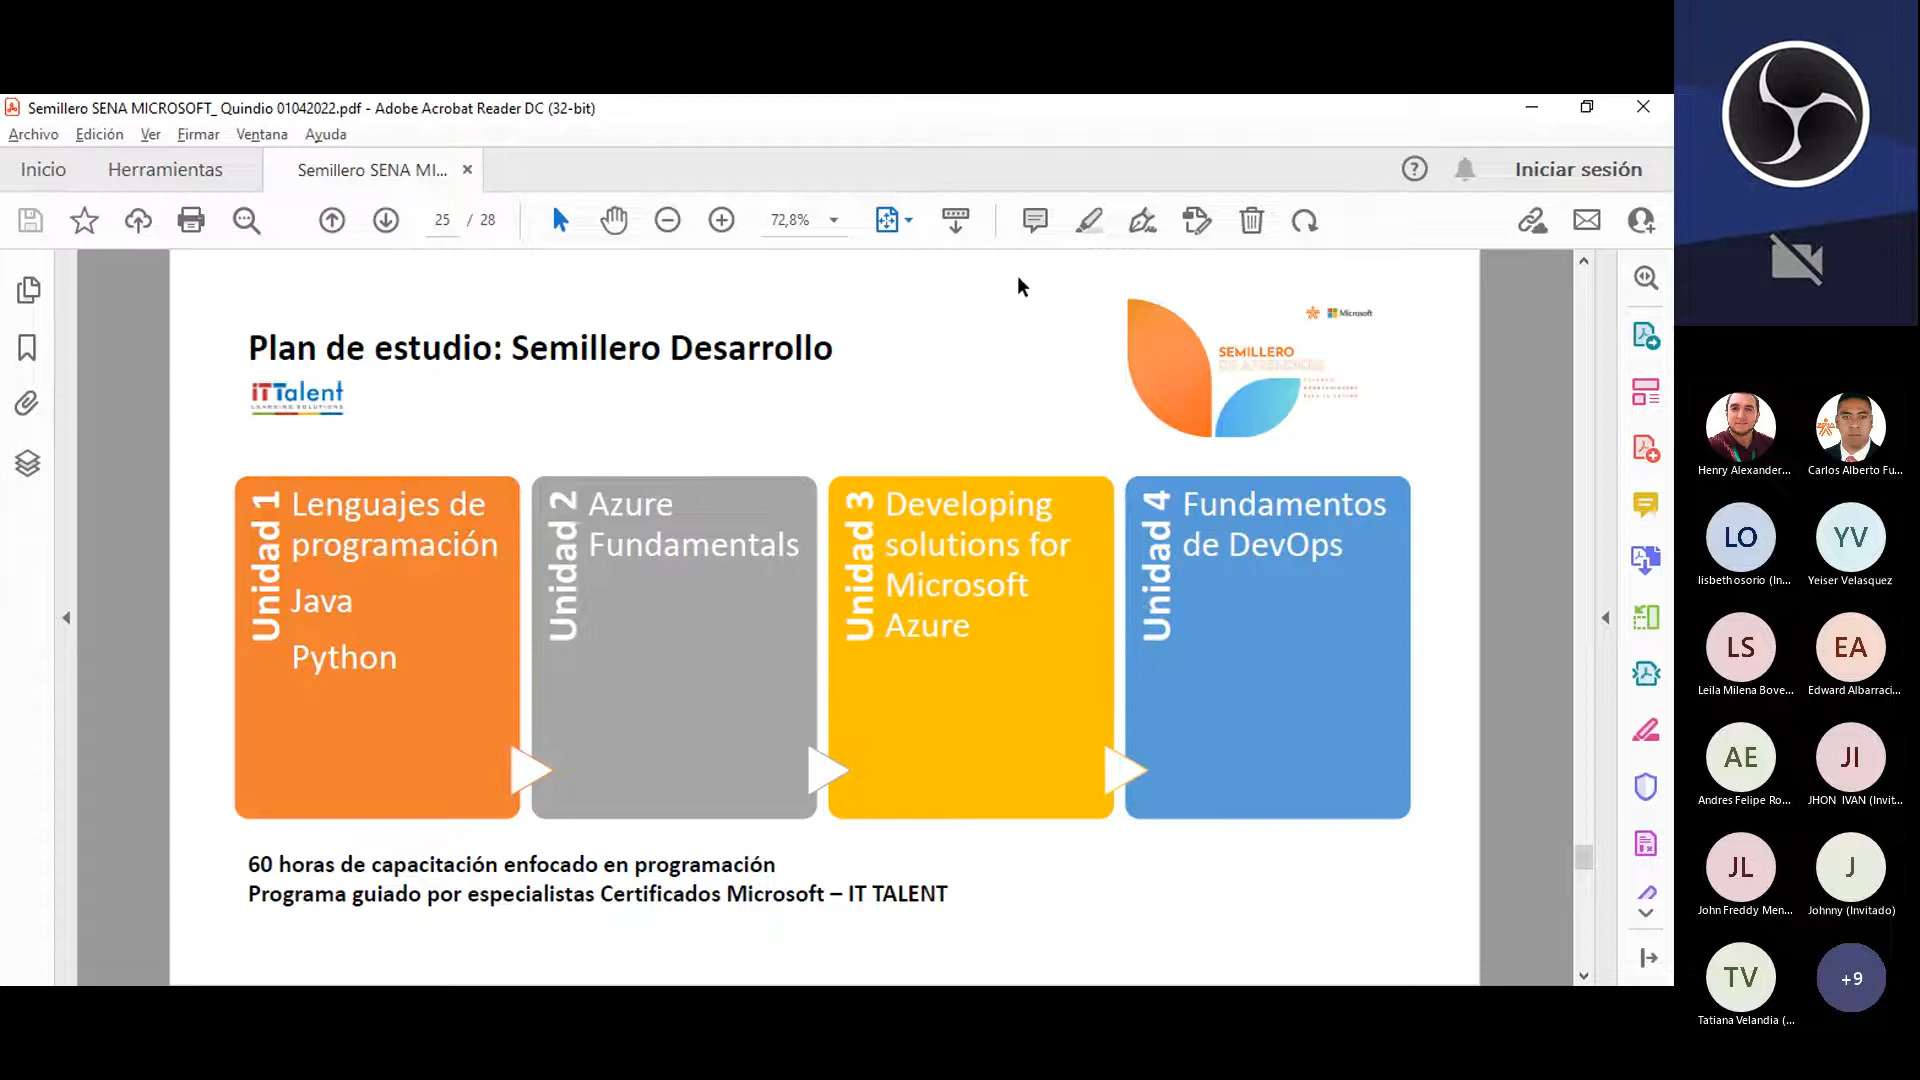 Semillero SENA MICROSOFT_ Quindio 01042022.pdf - Adobe Acrobat Reader DC (32-bit)
Archivo Edición Ver Firmar Ventana Ayuda
Inicio Herramientas Semillero SENA MI... Iniciar sesión
25 / 28 72,8%
Microsoft
Plan de estudio: Semillero Desarrollo
SEMILLERO
DE APRENDICES
ITTalent
LEARNING SOLUTIONS
Unidad 1
Lenguajes de
programación
Java
Python
Unidad 2
Azure
Fundamentals
Unidad 3
Developing
solutions for
Microsoft
Azure
Unidad 4
Fundamentos
de DevOps
60 horas de capacitación enfocado en programación
Programa guiado por especialistas Certificados Microsoft – IT TALENT
Henry Alexander... Carlos Alberto Fu...
LO YV
lisbeth osorio (In... Yeiser Velasquez
LS EA
Leila Milena Bove... Edward Albarraci...
AE JI
Andres Felipe Ro... JHON IVAN (Invit...
JL J
John Freddy Men... Johnny (Invitado)
TV +9
Tatiana Velandia (...